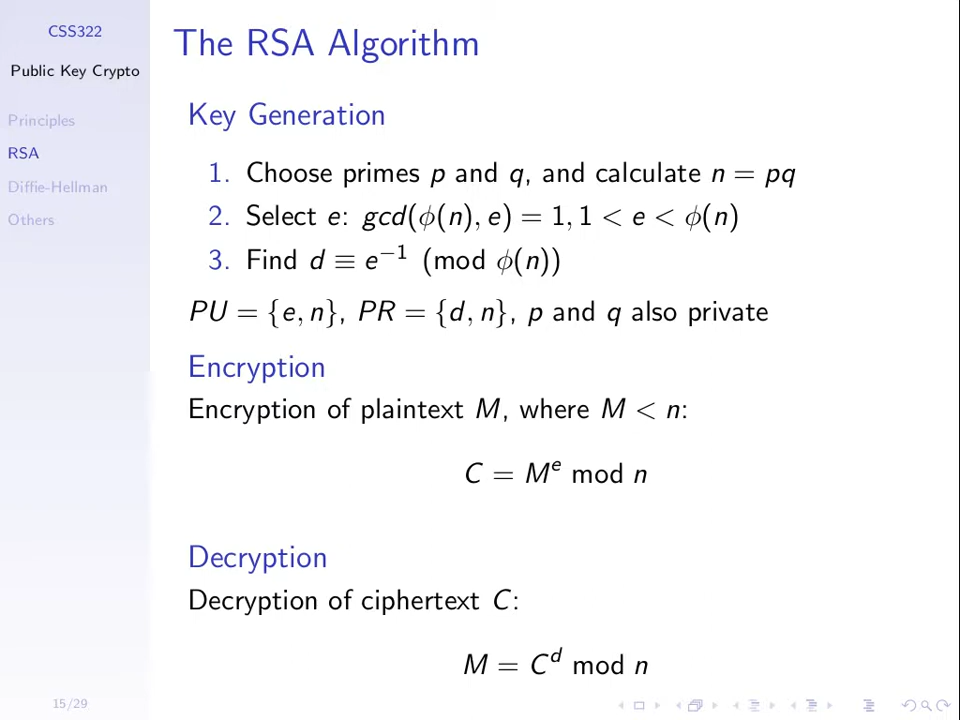 CSS322
Public Key Crypto
Principles
RSA
Diffie-Hellman
Others
15/29
The RSA Algorithm
Key Generation
1. Choose primes p and q, and calculate n = pq
2. Select e: gcd(ϕ(n), e) = 1, 1 < e < ϕ(n)
3. Find d ≡ e⁻¹ (mod ϕ(n))
PU = {e, n}, PR = {d, n}, p and q also private
Encryption
Encryption of plaintext M, where M < n:
C = Mᵉ mod n
Decryption
Decryption of ciphertext C:
M = Cᵈ mod n